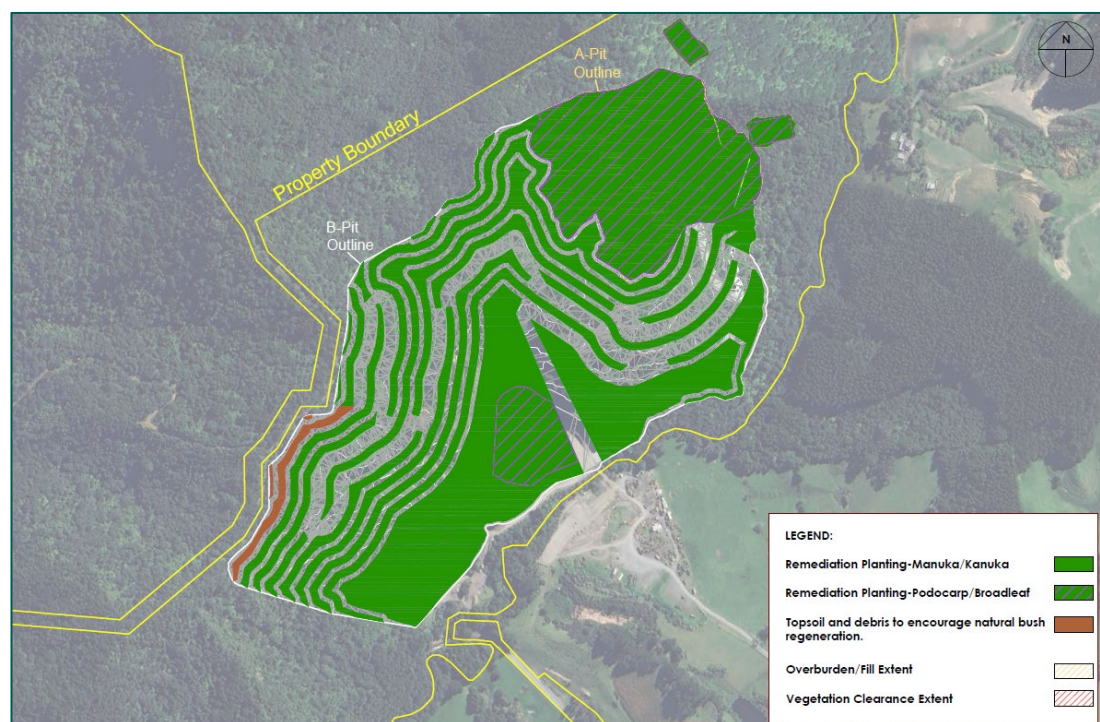 N
A-Pit
Outline
Property Boundary
B-Pit
Outline
LEGEND:
Remediation Planting-Manuka/Kanuka
Remediation Planting-Podocarp/Broadleaf
Topsoil and debris to encourage natural bush
regeneration.
Overburden/Fill Extent
Vegetation Clearance Extent